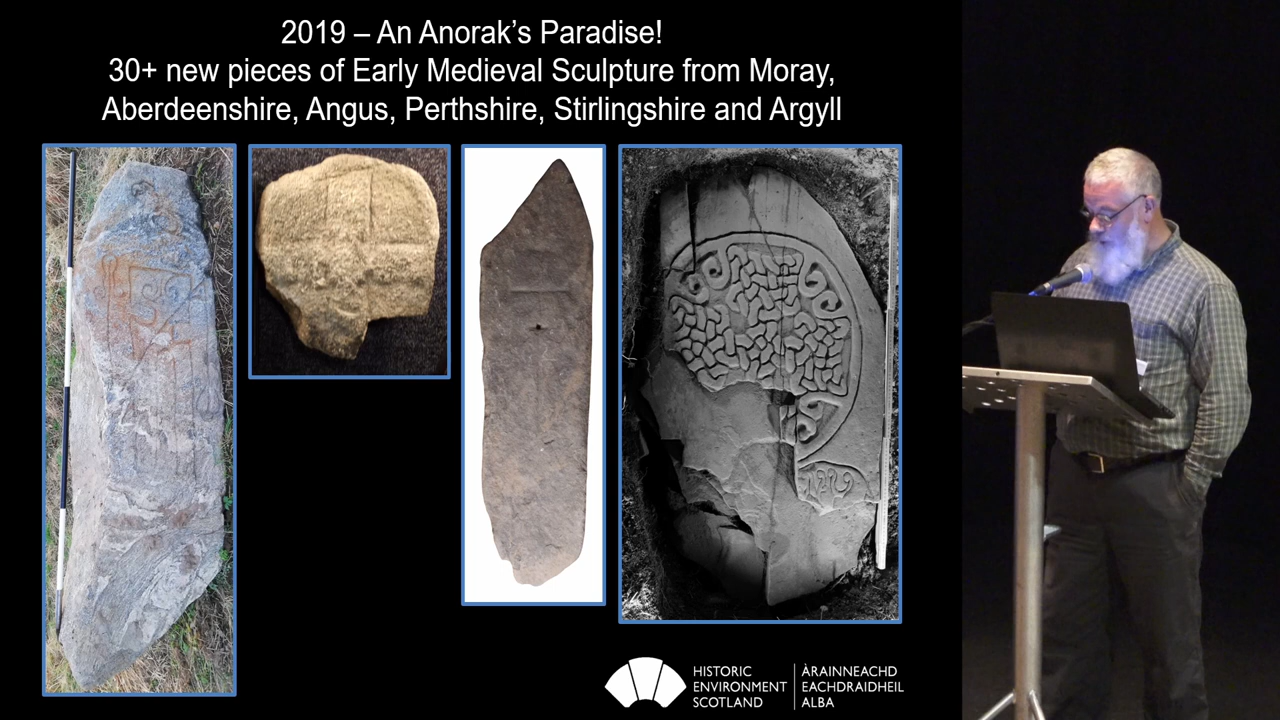 2019 – An Anorak’s Paradise!
30+ new pieces of Early Medieval Sculpture from Moray,
Aberdeenshire, Angus, Perthshire, Stirlingshire and Argyll
HISTORIC
ENVIRONMENT
SCOTLAND
ÀRAINNEACHD
EACHDRAIDHEIL
ALBA